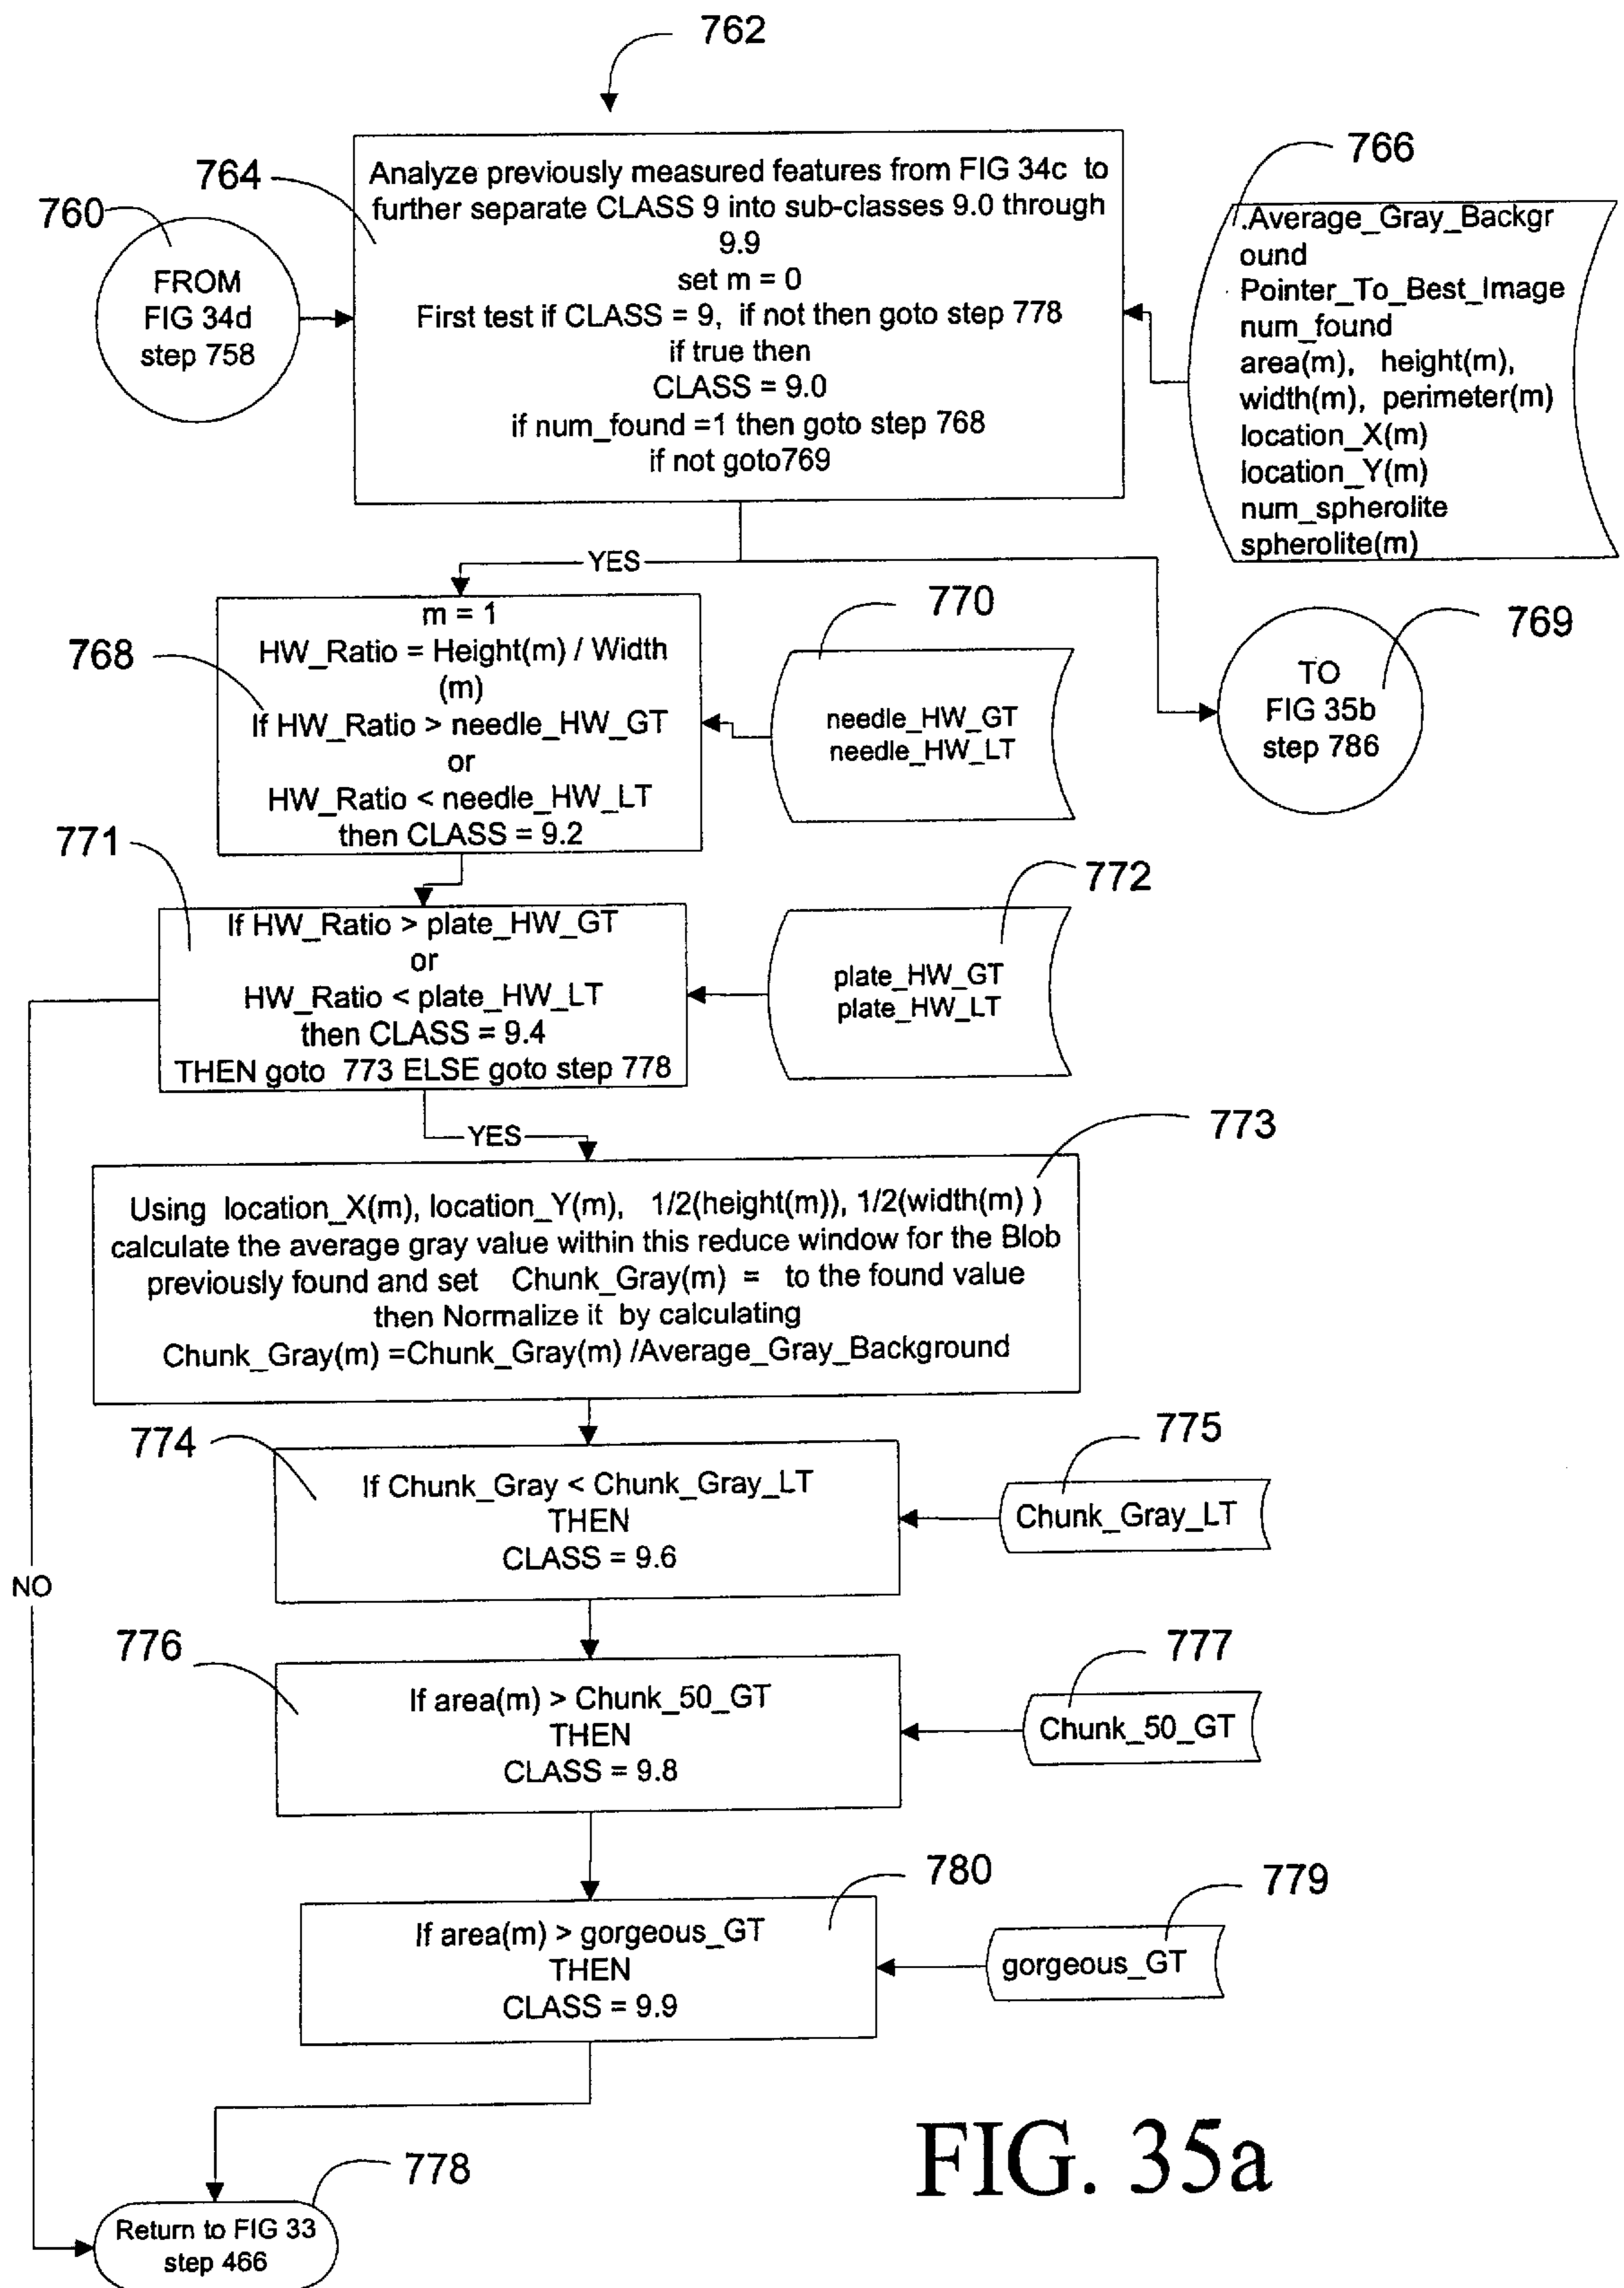 762
764
Analyze previously measured features from FIG 34c to
further separate CLASS 9 into sub-classes 9.0 through
9.9
set m = 0
First test if CLASS = 9, if not then goto step 778
if true then
CLASS = 9.0
if num_found =1 then goto step 768
if not goto769
760
FROM
FIG 34d
step 758
766
.Average_Gray_Backgr
ound
Pointer_To_Best_Image
num_found
area(m), height(m),
width(m), perimeter(m)
location_X(m)
location_Y(m)
num_spherolite
spherolite(m)
YES
768
m = 1
HW_Ratio = Height(m) / Width
(m)
If HW_Ratio > needle_HW_GT
or
HW_Ratio < needle_HW_LT
then CLASS = 9.2
770
needle_HW_GT
needle_HW_LT
769
TO
FIG 35b
step 786
771
If HW_Ratio > plate_HW_GT
or
HW_Ratio < plate_HW_LT
then CLASS = 9.4
THEN goto 773 ELSE goto step 778
772
plate_HW_GT
plate_HW_LT
YES
773
Using location_X(m), location_Y(m), 1/2(height(m)), 1/2(width(m) )
calculate the average gray value within this reduce window for the Blob
previously found and set Chunk_Gray(m) = to the found value
then Normalize it by calculating
Chunk_Gray(m) =Chunk_Gray(m) /Average_Gray_Background
774
If Chunk_Gray < Chunk_Gray_LT
THEN
CLASS = 9.6
775
Chunk_Gray_LT
NO
776
If area(m) > Chunk_50_GT
THEN
CLASS = 9.8
777
Chunk_50_GT
780
If area(m) > gorgeous_GT
THEN
CLASS = 9.9
779
gorgeous_GT
778
Return to FIG 33
step 466
FIG. 35a